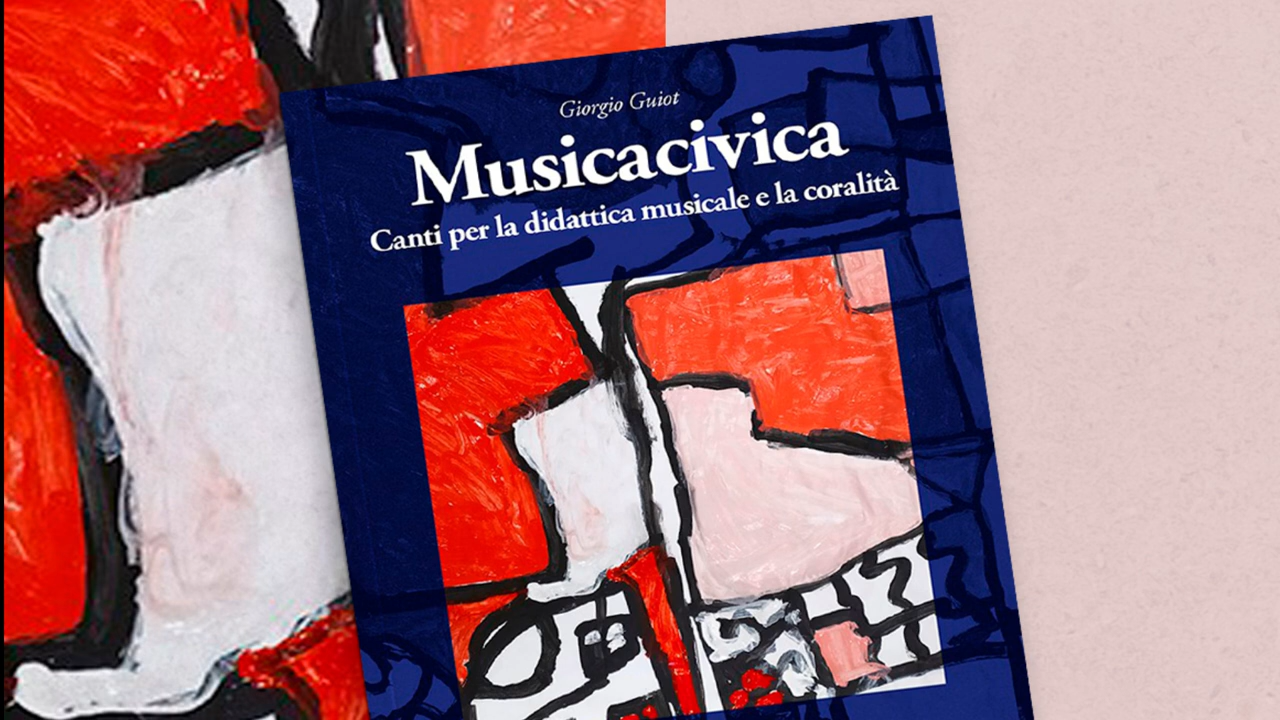 Giorgio Guiot
Musicacivica
Canti per la didattica musicale e la coralità